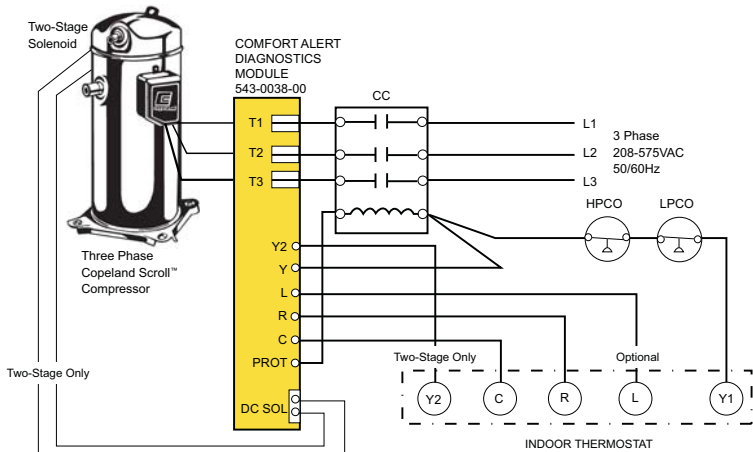 Two-Stage
Solenoid
COMFORT ALERT
DIAGNOSTICS
MODULE
543-0038-00
CC
T1
T2
T3
L1
L2
L3
3 Phase
208-575VAC
50/60Hz
HPCO
LPCO
Three Phase
Copeland Scroll™
Compressor
Y2
Y
L
R
C
PROT
DC SOL
Two-Stage Only
Two-Stage Only
Optional
Y2
C
R
L
Y1
INDOOR THERMOSTAT